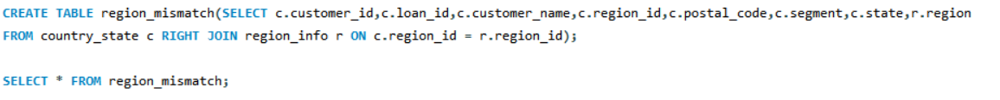 CREATE TABLE region_mismatch(SELECT c.customer_id,c.loan_id,c.customer_name,c.region_id,c.postal_code,c.segment,c.state,r.region
FROM country_state c RIGHT JOIN region_info r ON c.region_id = r.region_id);
SELECT * FROM region_mismatch;